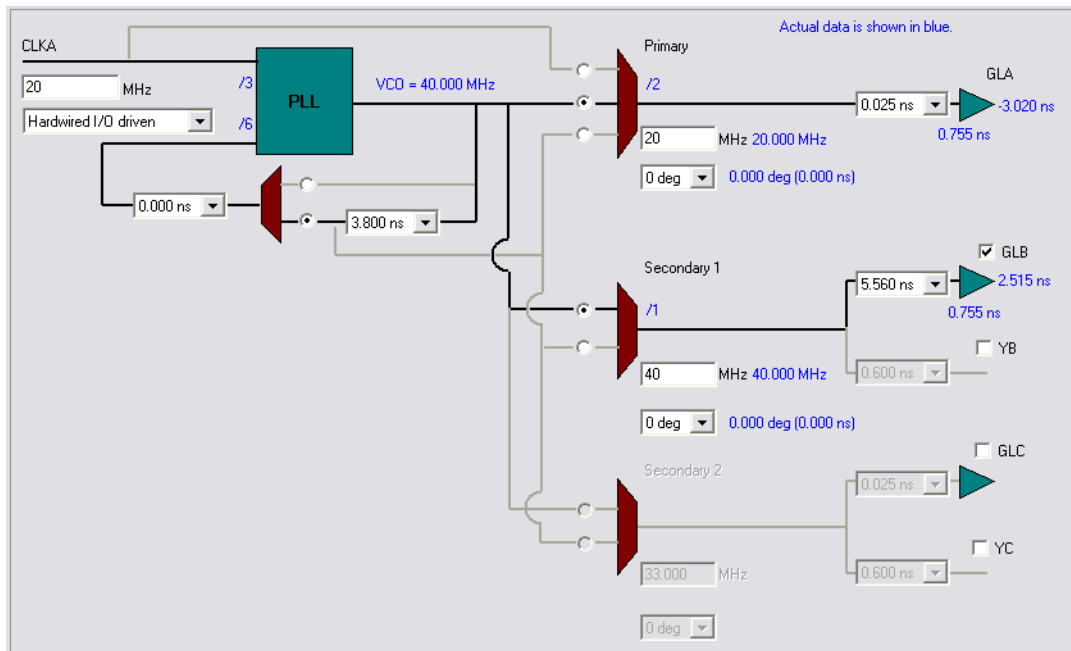 Actual data is shown in blue.
CLKA
20 MHz
Hardwired I/O driven
/3
/6
PLL
VCO = 40.000 MHz
0.000 ns
3.800 ns
Primary
/2
20 MHz 20.000 MHz
0 deg 0.000 deg (0.000 ns)
0.025 ns
GLA
-3.020 ns
0.755 ns
Secondary 1
/1
40 MHz 40.000 MHz
0 deg 0.000 deg (0.000 ns)
5.560 ns
GLB
2.515 ns
0.755 ns
YB
0.600 ns
Secondary 2
33.000 MHz
0 deg
GLC
0.025 ns
YC
0.600 ns